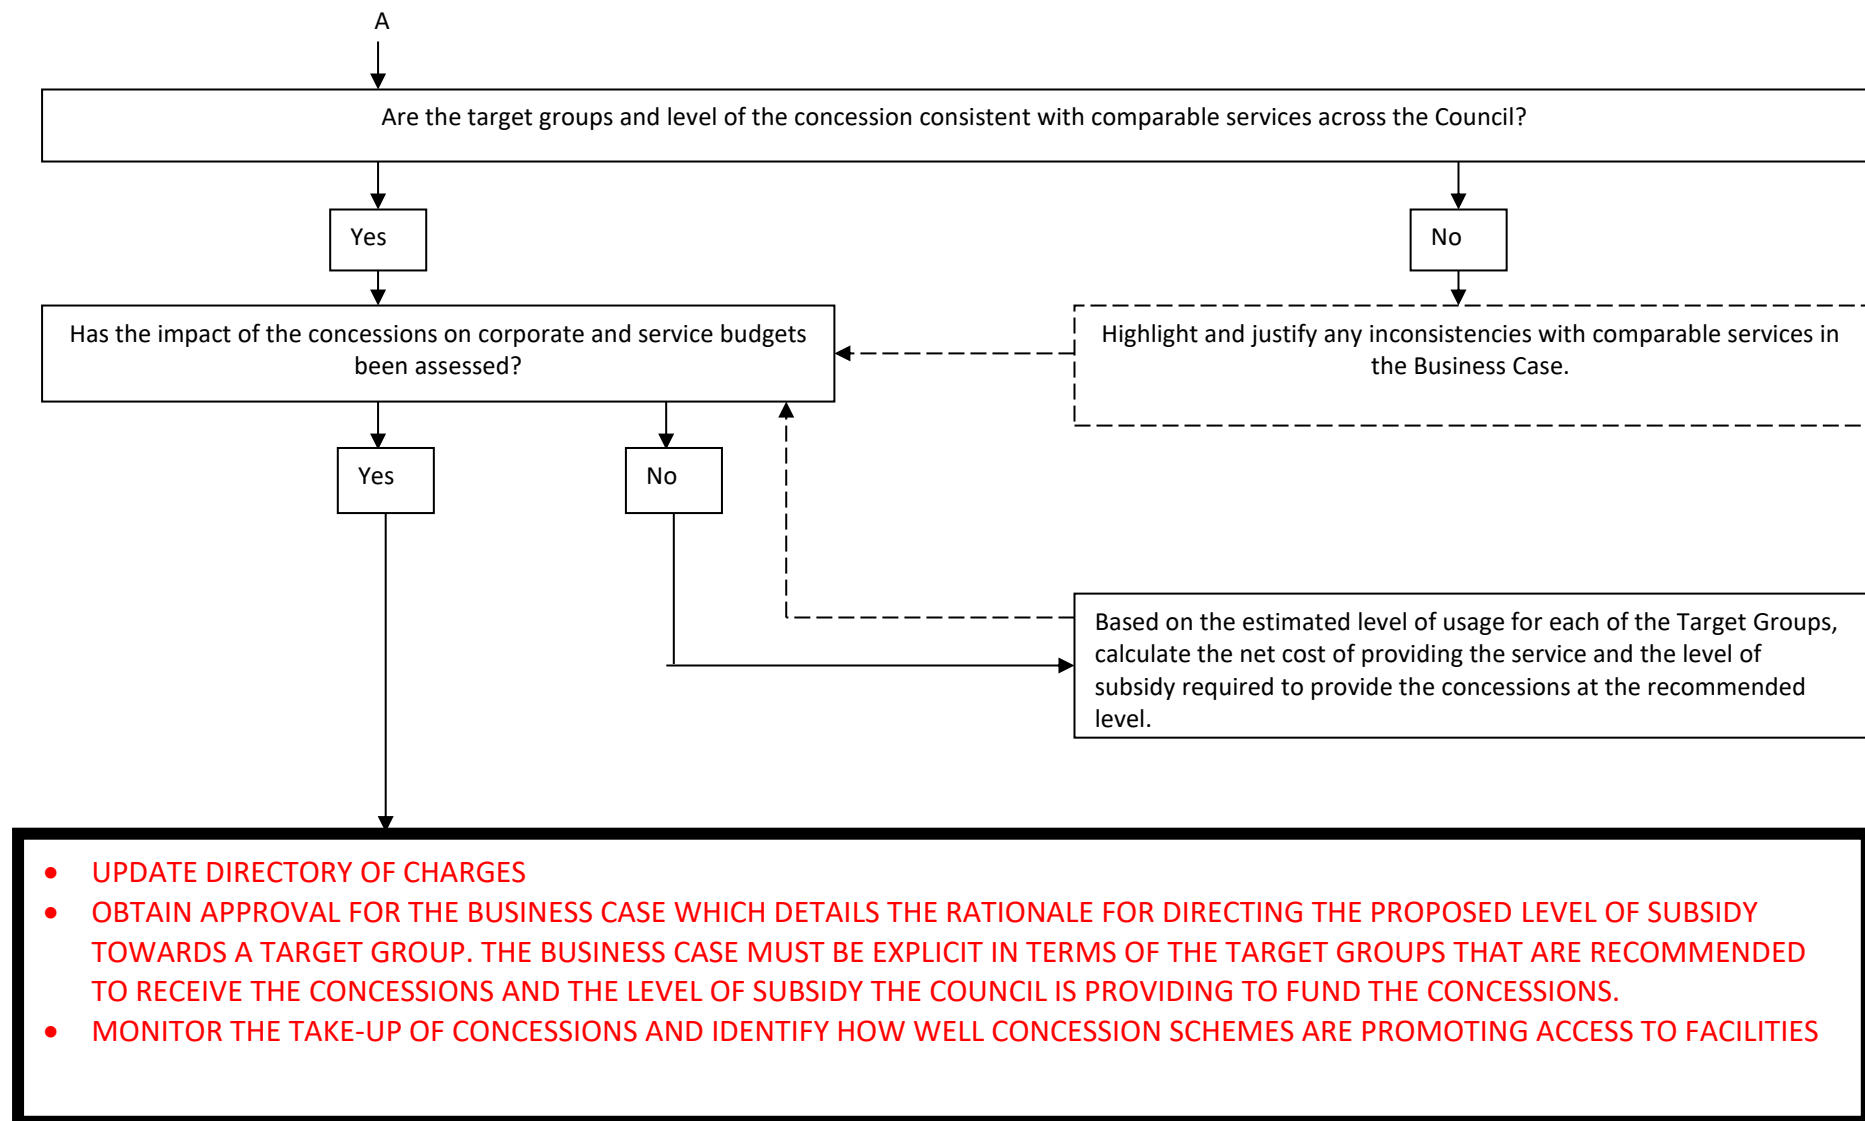 A
Are the target groups and level of the concession consistent with comparable services across the Council?
Yes
No
Has the impact of the concessions on corporate and service budgets
been assessed?
Highlight and justify any inconsistencies with comparable services in
the Business Case.
Yes
No
Based on the estimated level of usage for each of the Target Groups,
calculate the net cost of providing the service and the level of
subsidy required to provide the concessions at the recommended
level.
• UPDATE DIRECTORY OF CHARGES
• OBTAIN APPROVAL FOR THE BUSINESS CASE WHICH DETAILS THE RATIONALE FOR DIRECTING THE PROPOSED LEVEL OF SUBSIDY
TOWARDS A TARGET GROUP. THE BUSINESS CASE MUST BE EXPLICIT IN TERMS OF THE TARGET GROUPS THAT ARE RECOMMENDED
TO RECEIVE THE CONCESSIONS AND THE LEVEL OF SUBSIDY THE COUNCIL IS PROVIDING TO FUND THE CONCESSIONS.
• MONITOR THE TAKE-UP OF CONCESSIONS AND IDENTIFY HOW WELL CONCESSION SCHEMES ARE PROMOTING ACCESS TO FACILITIES